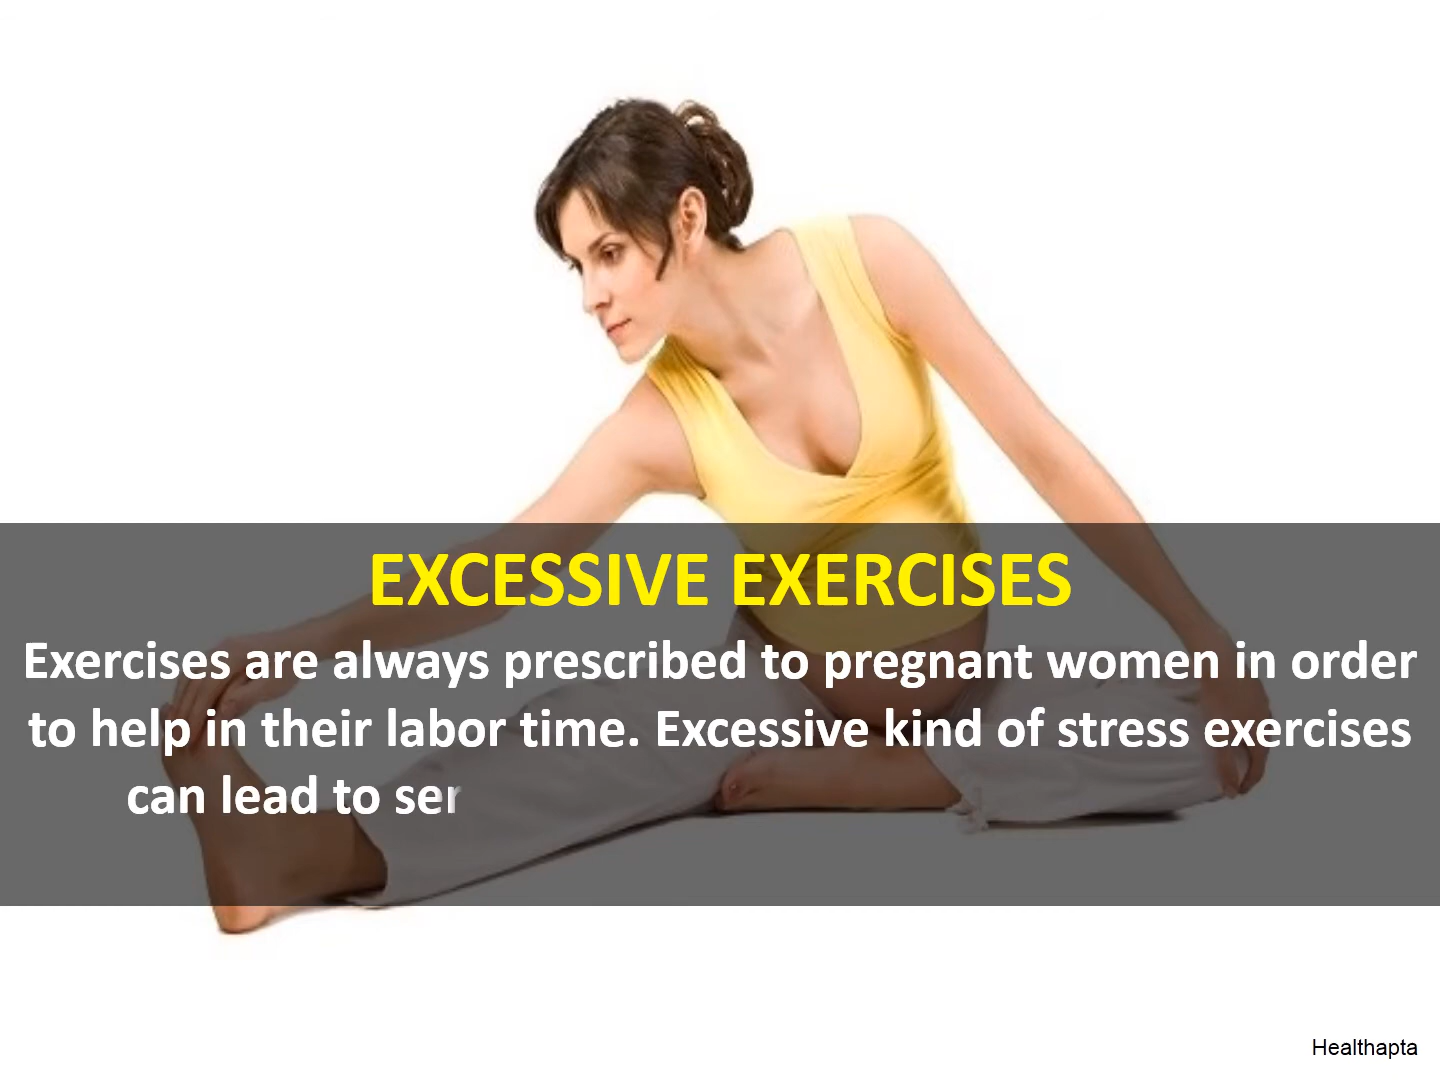 EXCESSIVE EXERCISES
Exercises are always prescribed to pregnant women in order
to help in their labor time. Excessive kind of stress exercises
can lead to ser
Healthapta